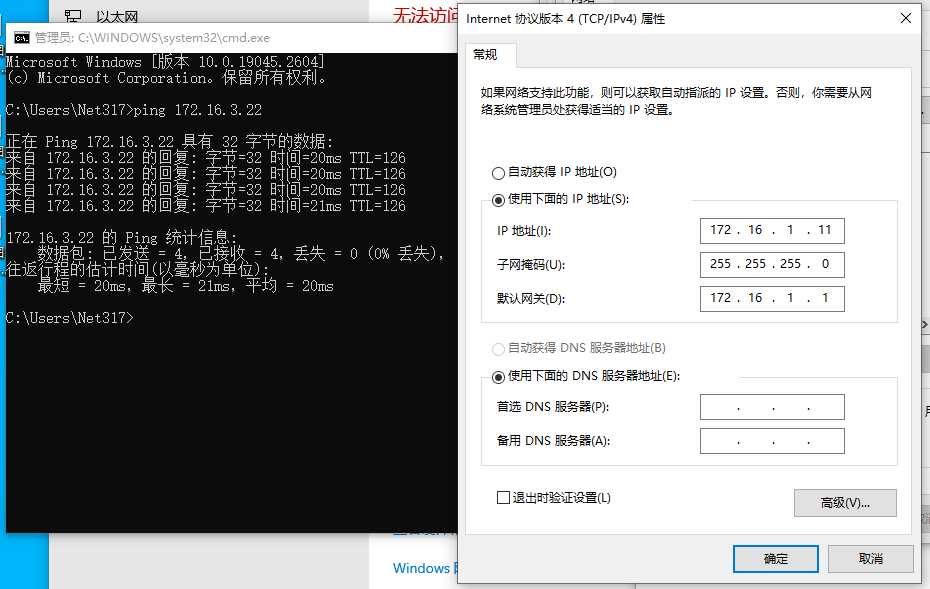 以太网
无法访问
管理员: C:\WINDOWS\system32\cmd.exe
Microsoft Windows [版本 10.0.19045.2604]
(c) Microsoft Corporation。保留所有权利。
C:\Users\Net317>ping 172.16.3.22
正在 Ping 172.16.3.22 具有 32 字节的数据:
来自 172.16.3.22 的回复: 字节=32 时间=20ms TTL=126
来自 172.16.3.22 的回复: 字节=32 时间=20ms TTL=126
来自 172.16.3.22 的回复: 字节=32 时间=20ms TTL=126
来自 172.16.3.22 的回复: 字节=32 时间=21ms TTL=126
172.16.3.22 的 Ping 统计信息:
数据包: 已发送 = 4, 已接收 = 4, 丢失 = 0 (0% 丢失),
往返行程的估计时间(以毫秒为单位):
最短 = 20ms, 最长 = 21ms, 平均 = 20ms
C:\Users\Net317>
Windows
Internet 协议版本 4 (TCP/IPv4) 属性
常规
如果网络支持此功能，则可以获取自动指派的 IP 设置。否则，你需要从网
络系统管理员处获得适当的 IP 设置。
自动获得 IP 地址(O)
使用下面的 IP 地址(S):
IP 地址(I): 172 . 16 . 1 . 11
子网掩码(U): 255 . 255 . 255 . 0
默认网关(D): 172 . 16 . 1 . 1
自动获得 DNS 服务器地址(B)
使用下面的 DNS 服务器地址(E):
首选 DNS 服务器(P): . . .
备用 DNS 服务器(A): . . .
退出时验证设置(L)
高级(V)...
确定 取消